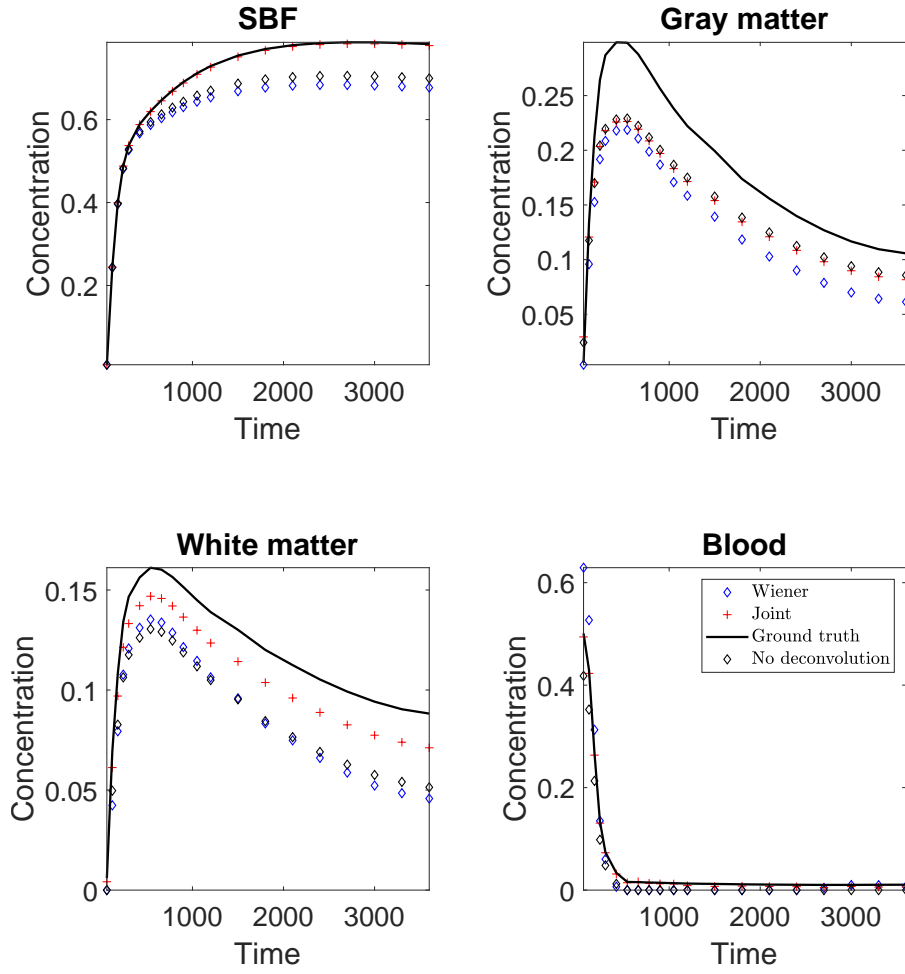 SBF
Concentration
0.6
0.4
0.2
1000 2000 3000
Time
Gray matter
Concentration
0.25
0.2
0.15
0.1
0.05
1000 2000 3000
Time
White matter
Concentration
0.15
0.1
0.05
0
1000 2000 3000
Time
Blood
Concentration
0.6
0.4
0.2
0
1000 2000 3000
Time
Wiener
Joint
Ground truth
No deconvolution